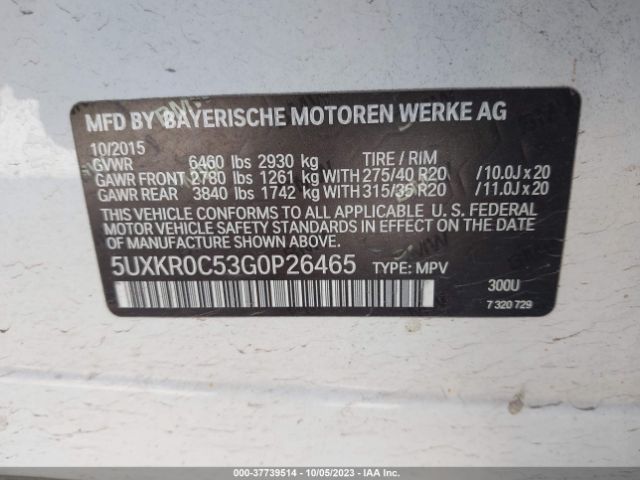 MFD BY BAYERISCHE MOTOREN WERKE AG
10/2015
GVWR 6460 lbs 2930 kg TIRE / RIM
GAWR FRONT 2780 lbs 1261 kg WITH 275/40 R20 /10.0J x 20
GAWR REAR 3840 lbs 1742 kg WITH 315/35 R20 /11.0J x 20
THIS VEHICLE CONFORMS TO ALL APPLICABLE U. S. FEDERAL
MOTOR VEHICLE SAFETY STANDARDS IN EFFECT ON THE DATE
OF MANUFACTURE SHOWN ABOVE.
5UXKR0C53G0P26465 TYPE: MPV
300U
7 320 729
000-37739514 - 10/05/2023 - IAA Inc.